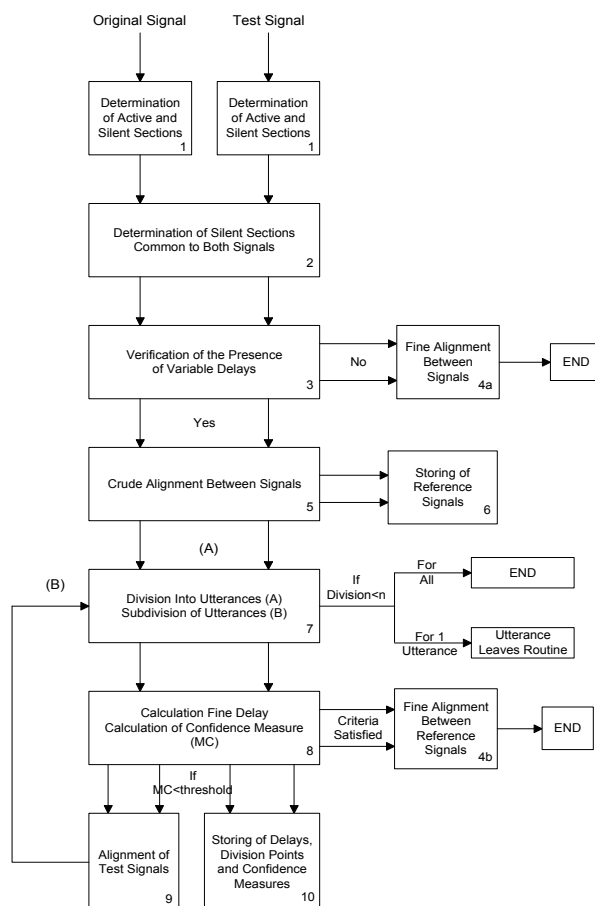 Original Signal
Test Signal
Determination
of Active and
Silent Sections
1
Determination
of Active and
Silent Sections
1
Determination of Silent Sections
Common to Both Signals
2
Verification of the Presence
of Variable Delays
3
No
Fine Alignment
Between
Signals
4a
END
Yes
Crude Alignment Between Signals
5
Storing of
Reference
Signals
6
(A)
(B)
Division Into Utterances (A)
Subdivision of Utterances (B)
7
If
Division<n
For
All
END
For 1
Utterance
Utterance
Leaves Routine
Calculation Fine Delay
Calculation of Confidence Measure
(MC)
8
Criteria
Satisfied
Fine Alignment
Between
Reference
Signals
4b
END
If
MC<threshold
Alignment of
Test Signals
9
Storing of Delays,
Division Points
and Confidence
Measures
10